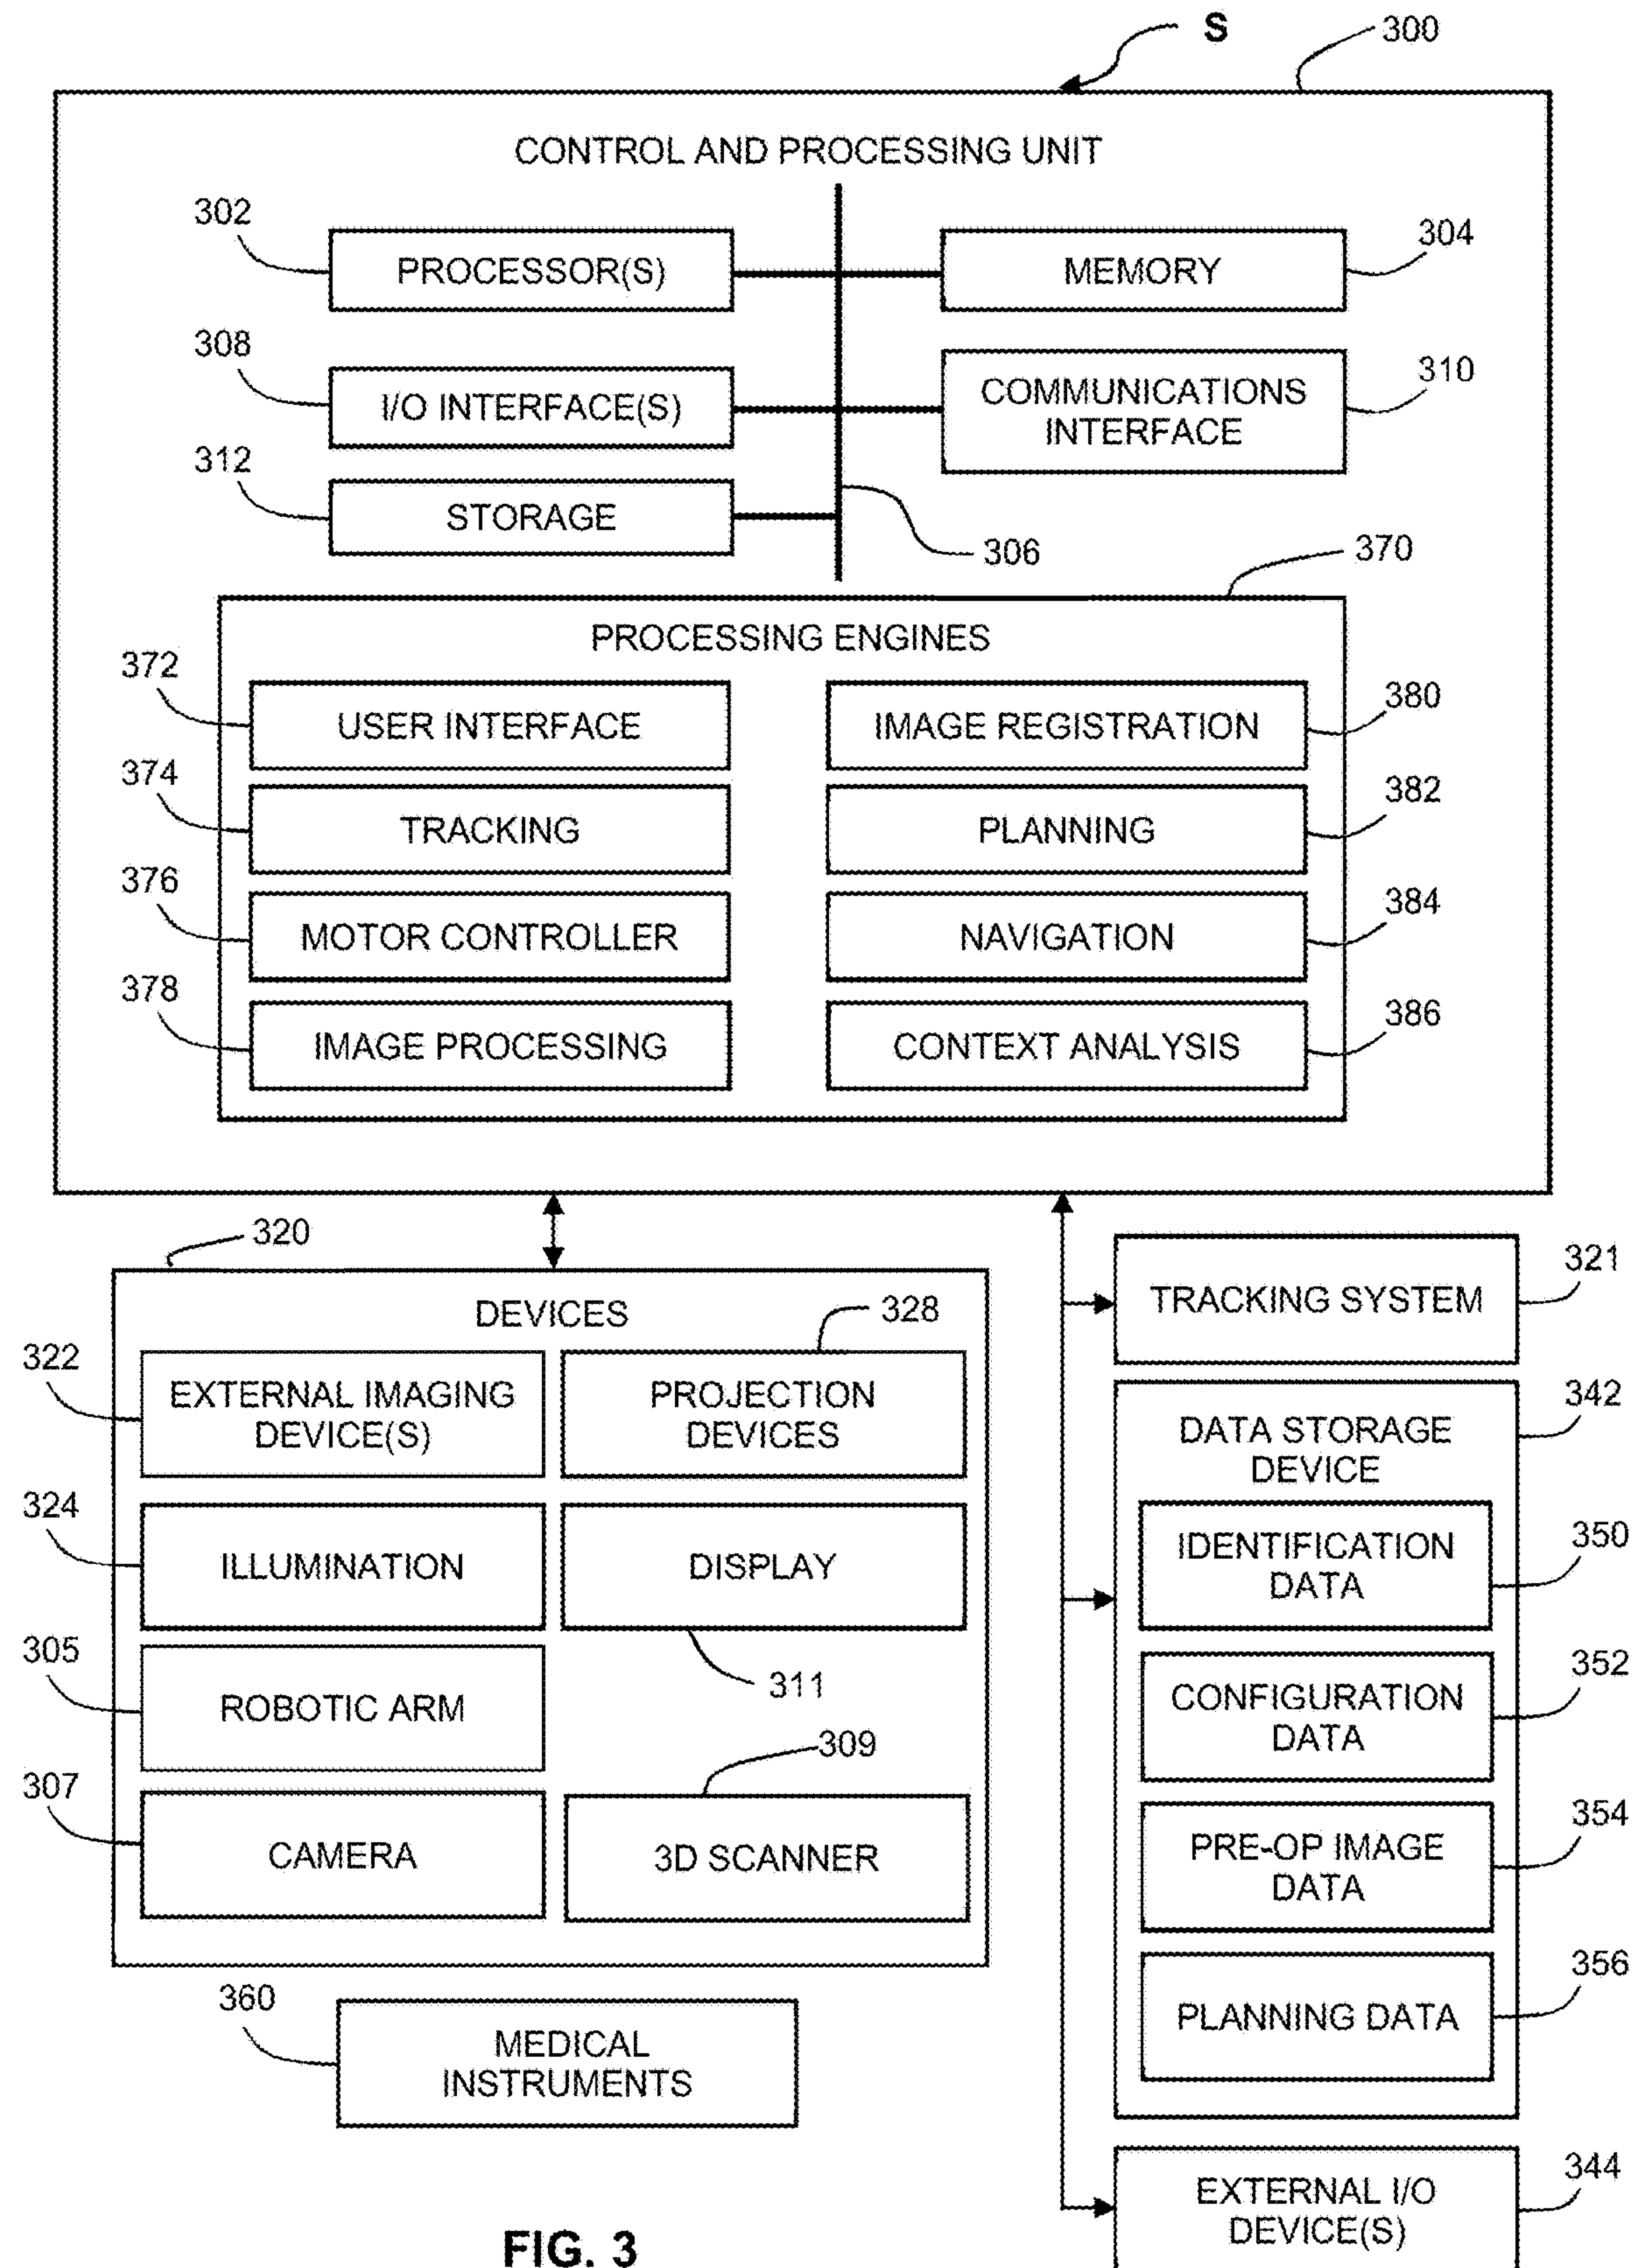 S
300
CONTROL AND PROCESSING UNIT
302
PROCESSOR(S)
MEMORY
304
308
I/O INTERFACE(S)
COMMUNICATIONS
INTERFACE
310
312
STORAGE
306
370
PROCESSING ENGINES
372
USER INTERFACE
IMAGE REGISTRATION
380
374
TRACKING
PLANNING
382
376
MOTOR CONTROLLER
NAVIGATION
384
378
IMAGE PROCESSING
CONTEXT ANALYSIS
386
320
DEVICES
328
322
EXTERNAL IMAGING
DEVICE(S)
PROJECTION
DEVICES
324
ILLUMINATION
DISPLAY
311
305
ROBOTIC ARM
309
307
CAMERA
3D SCANNER
360
MEDICAL
INSTRUMENTS
321
TRACKING SYSTEM
342
DATA STORAGE
DEVICE
350
IDENTIFICATION
DATA
352
CONFIGURATION
DATA
354
PRE-OP IMAGE
DATA
356
PLANNING DATA
344
EXTERNAL I/O
DEVICE(S)
FIG. 3